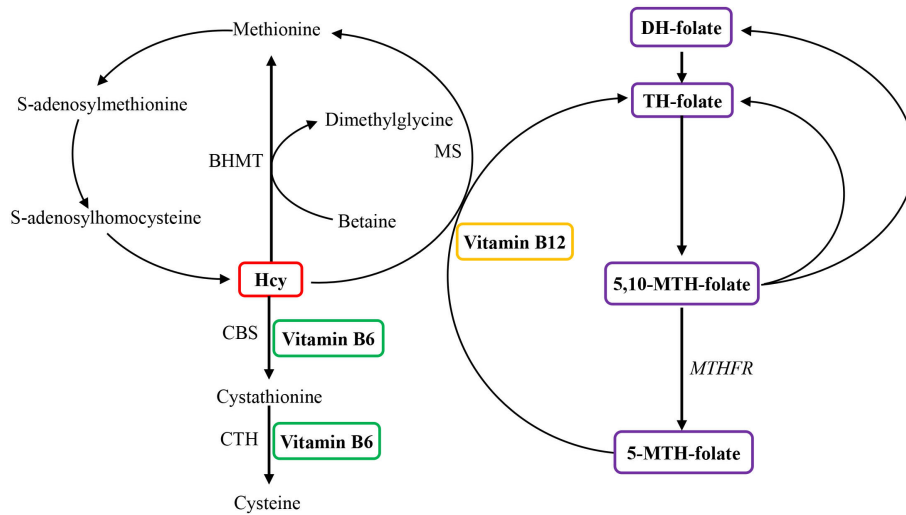 DH-folate
Methionine
TH-folate
S-adenosylmethionine
Dimethylglycine
MS
BHMT
S-adenosylhomocysteine
Betaine
Vitamin B12
Hcy
5,10-MTH-folate
CBS
Vitamin B6
MTHFR
Cystathionine
CTH
Vitamin B6
5-MTH-folate
Cysteine